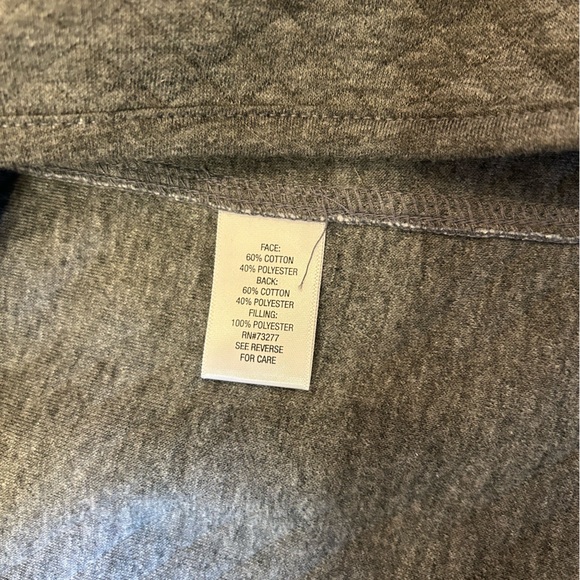 FACE:
60% COTTON
40% POLYESTER
BACK:
60% COTTON
40% POLYESTER
FILLING:
100% POLYESTER
RN#73277
SEE REVERSE
FOR CARE